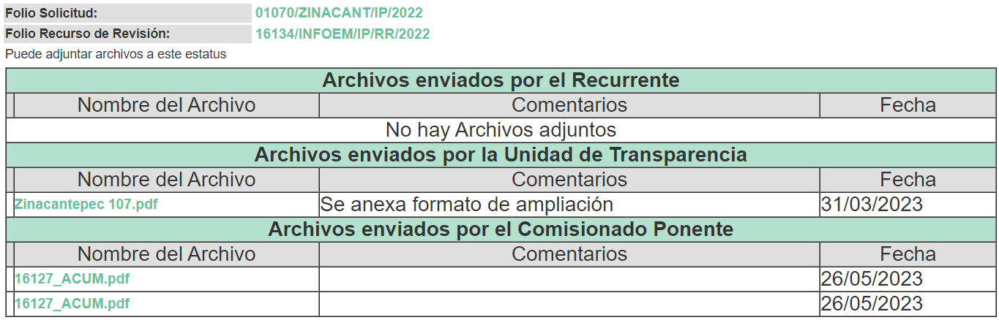 Folio Solicitud: 01070/ZINACANT/IP/2022
Folio Recurso de Revisión: 16134/INFOEM/IP/RR/2022
Puede adjuntar archivos a este estatus
Archivos enviados por el Recurrente
Nombre del Archivo Comentarios Fecha
No hay Archivos adjuntos
Archivos enviados por la Unidad de Transparencia
Nombre del Archivo Comentarios Fecha
Zinacantepec 107.pdf Se anexa formato de ampliación 31/03/2023
Archivos enviados por el Comisionado Ponente
Nombre del Archivo Comentarios Fecha
16127_ACUM.pdf 26/05/2023
16127_ACUM.pdf 26/05/2023